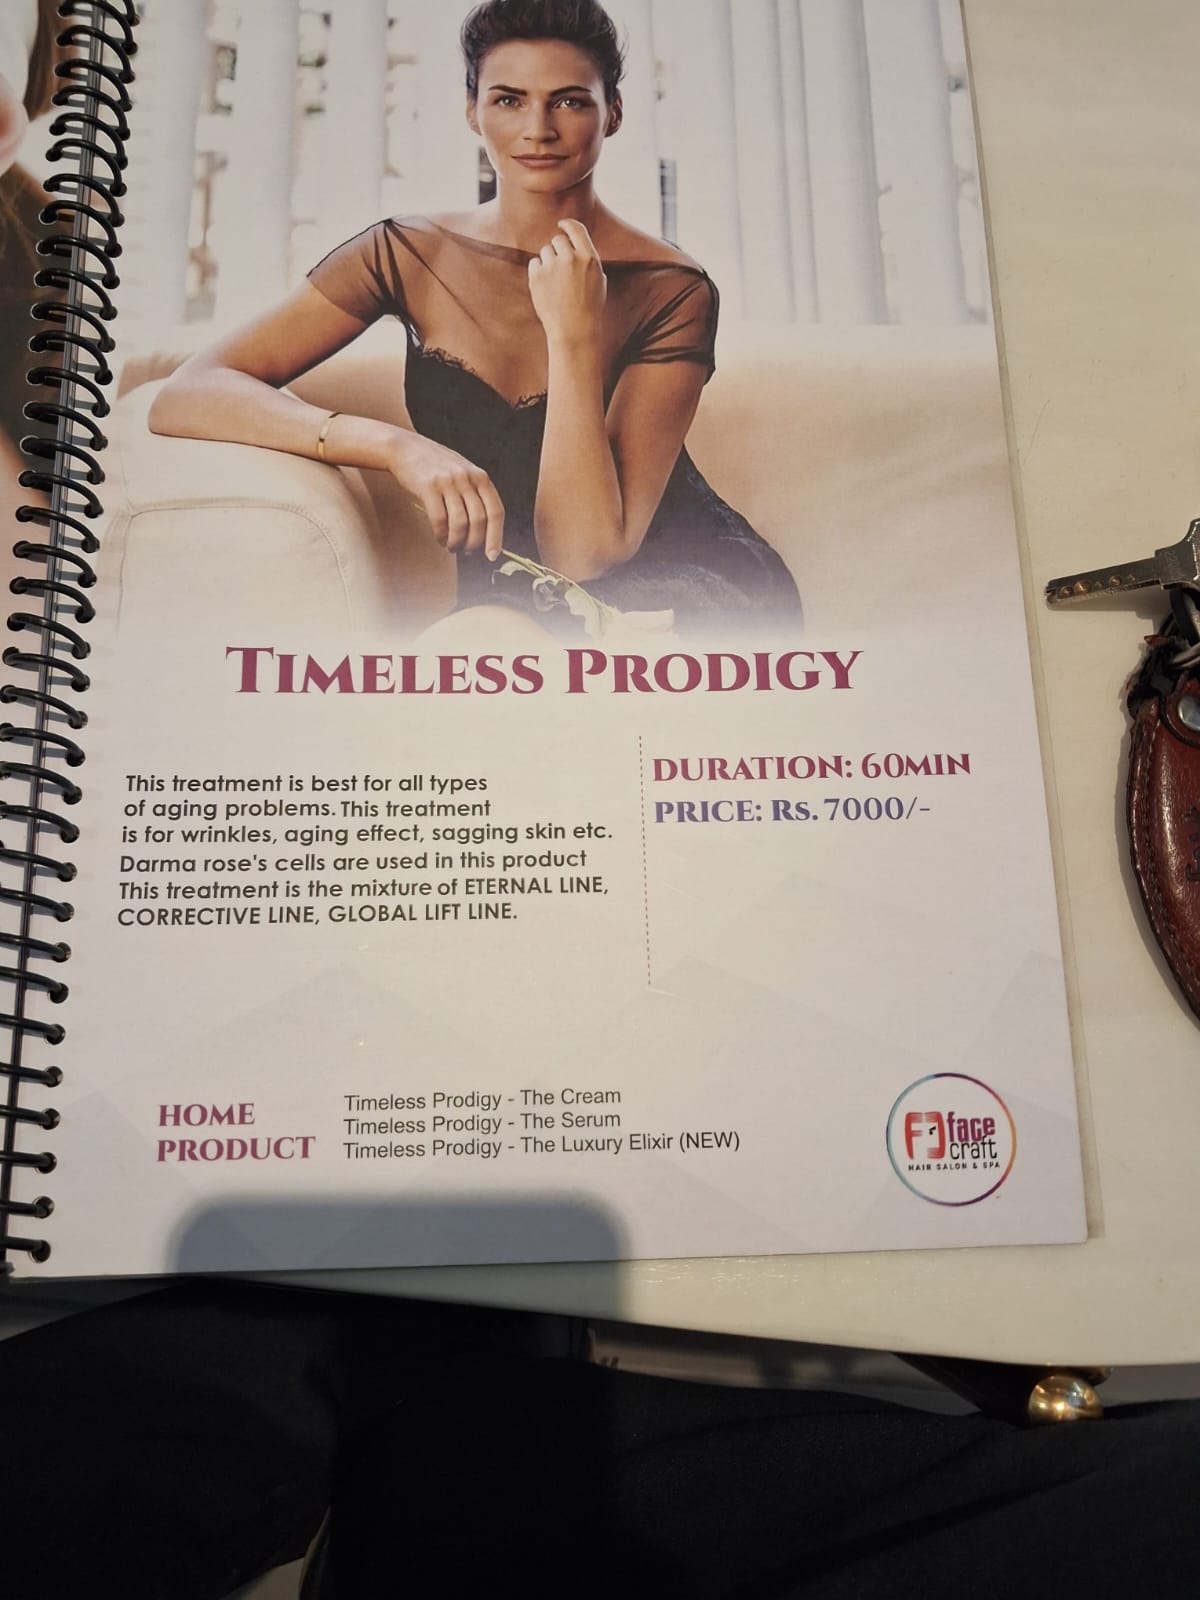 TIMELESS PRODIGY
This treatment is best for all types
of aging problems. This treatment
is for wrinkles, aging effect, sagging skin etc.
Darma rose's cells are used in this product
This treatment is the mixture of ETERNAL LINE,
CORRECTIVE LINE, GLOBAL LIFT LINE.
DURATION: 60MIN
PRICE: Rs. 7000/-
HOME
PRODUCT
Timeless Prodigy - The Cream
Timeless Prodigy - The Serum
Timeless Prodigy - The Luxury Elixir (NEW)
face
craft
HAIR SALON & SPA